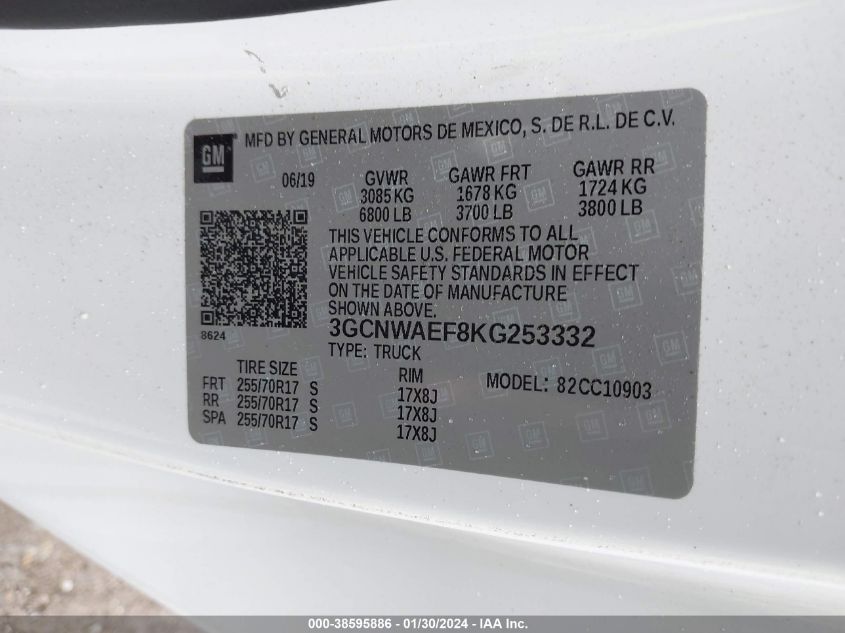 GM MFD BY GENERAL MOTORS DE MEXICO, S. DE R.L. DE C.V.
06/19 GVWR GAWR FRT GAWR RR
3085 KG 1678 KG 1724 KG
6800 LB 3700 LB 3800 LB
THIS VEHICLE CONFORMS TO ALL
APPLICABLE U.S. FEDERAL MOTOR
VEHICLE SAFETY STANDARDS IN EFFECT
ON THE DATE OF MANUFACTURE
SHOWN ABOVE.
8624 3GCNWAEF8KG253332
TYPE: TRUCK
TIRE SIZE RIM MODEL: 82CC10903
FRT 255/70R17 S 17X8J
RR 255/70R17 S 17X8J
SPA 255/70R17 S 17X8J
000-38595886 - 01/30/2024 - IAA Inc.